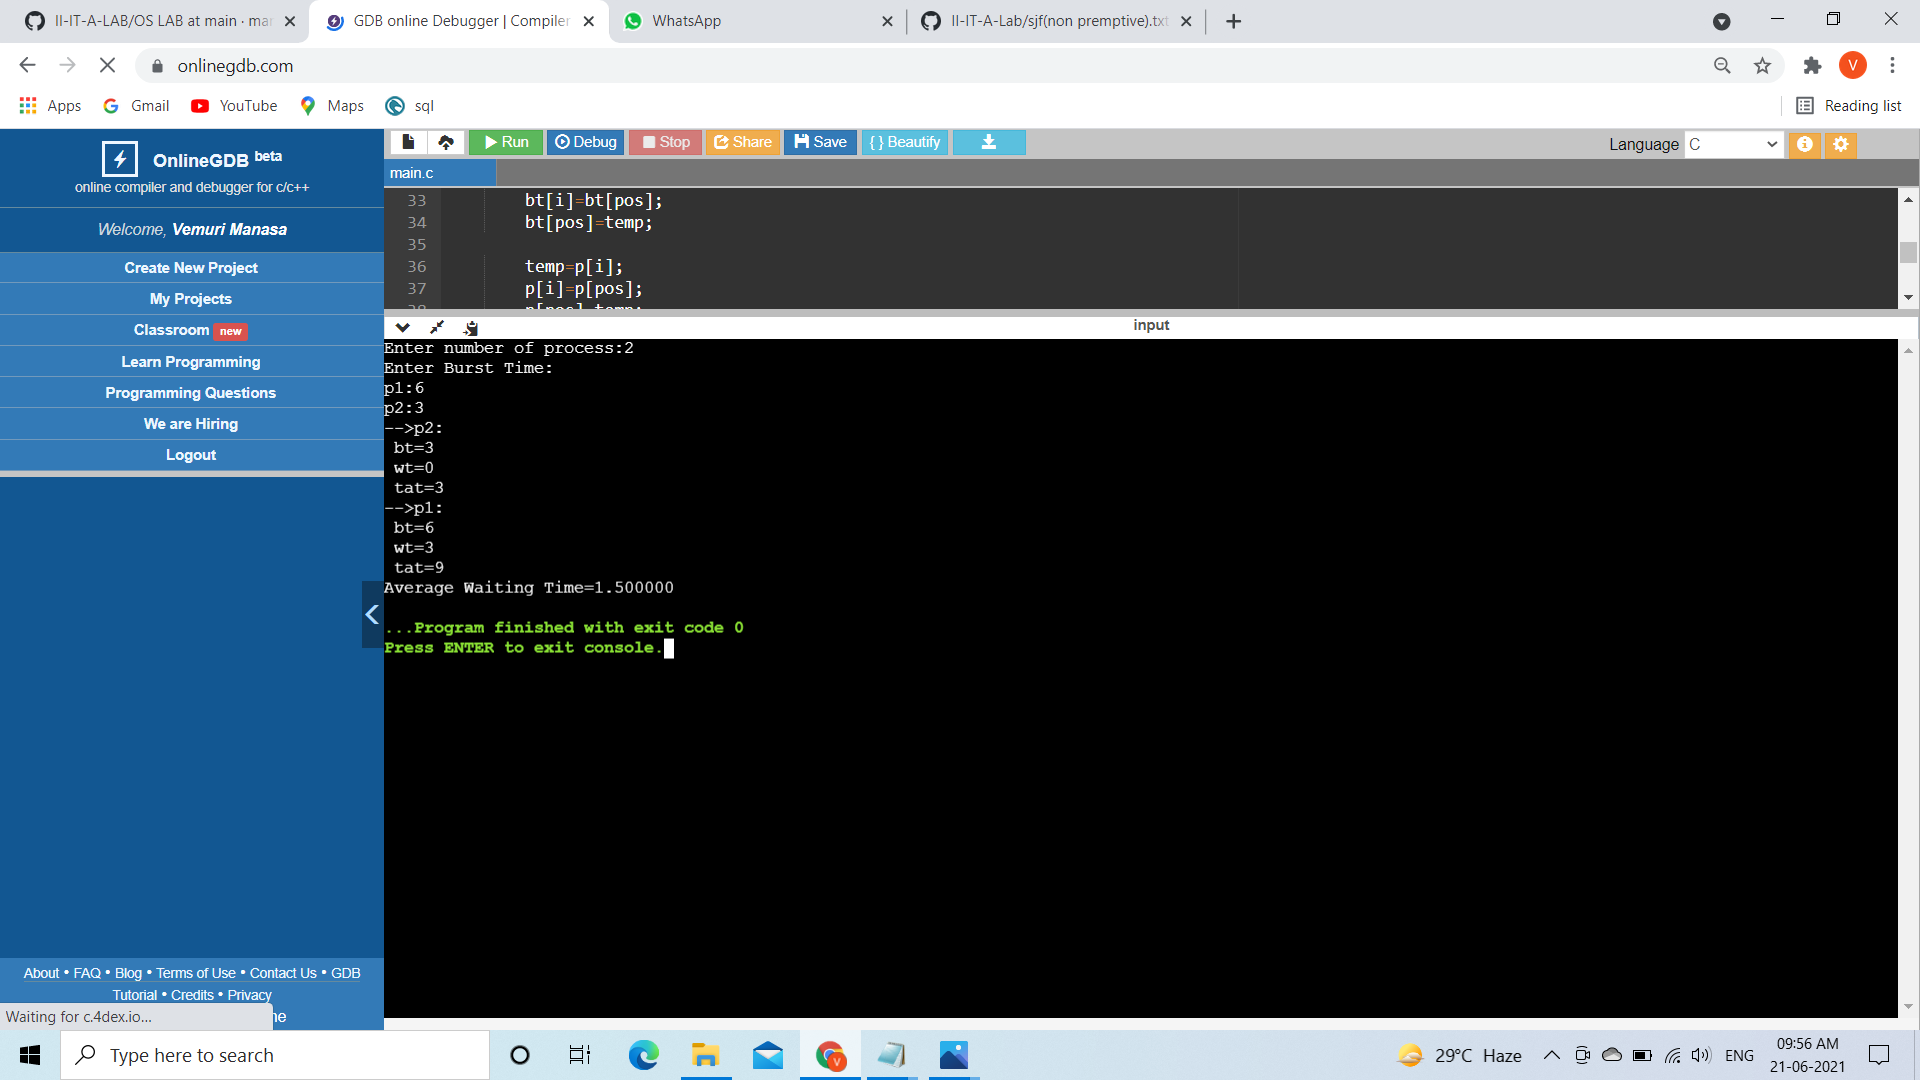 II-IT-A-LAB/OS LAB at main · mar
GDB online Debugger | Compiler
WhatsApp
II-IT-A-Lab/sjf(non premptive).txt
onlinegdb.com
V
Apps
Gmail
YouTube
Maps
sql
Reading list
OnlineGDB beta
online compiler and debugger for c/c++
Welcome, Vemuri Manasa
Create New Project
My Projects
Classroom new
Learn Programming
Programming Questions
We are Hiring
Logout
Run
Debug
Stop
Share
Save
{ } Beautify
Language C
main.c
33 bt[i]=bt[pos];
34 bt[pos]=temp;
35
36 temp=p[i];
37 p[i]=p[pos];
38 p[pos]=temp;
input
Enter number of process:2
Enter Burst Time:
p1:6
p2:3
-->p2:
bt=3
wt=0
tat=3
-->p1:
bt=6
wt=3
tat=9
Average Waiting Time=1.500000
...Program finished with exit code 0
Press ENTER to exit console.
About • FAQ • Blog • Terms of Use • Contact Us • GDB
Tutorial • Credits • Privacy
Waiting for c.4dex.io...
Type here to search
29°C Haze
ENG
09:56 AM
21-06-2021